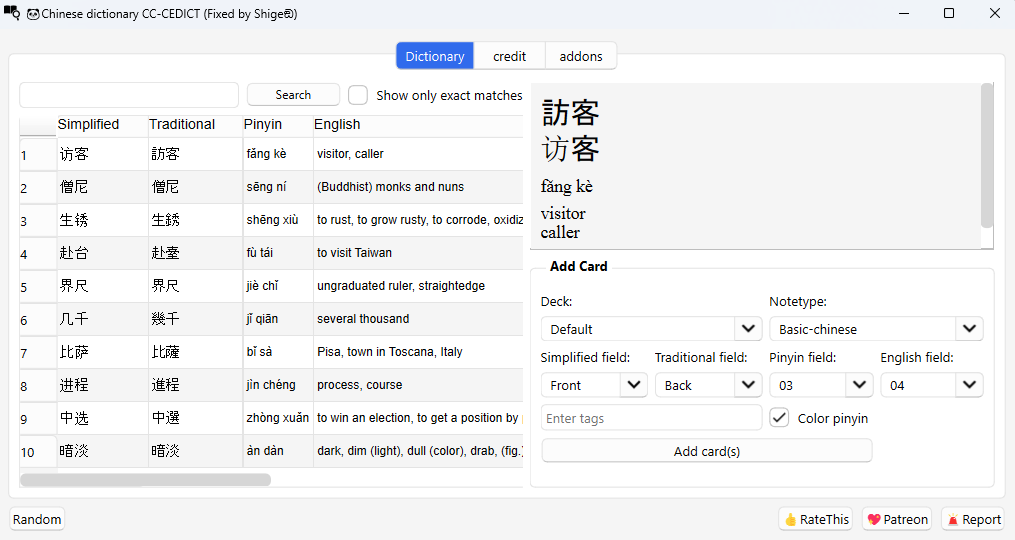 Chinese dictionary CC-CEDICT (Fixed by Shigeඞ)
Dictionary credit addons
Search Show only exact matches
Simplified Traditional Pinyin English
1 访客 訪客 fǎng kè visitor, caller
2 僧尼 僧尼 sēng ní (Buddhist) monks and nuns
3 生锈 生銹 shēng xiù to rust, to grow rusty, to corrode, oxidiz
4 赴台 赴臺 fù tái to visit Taiwan
5 界尺 界尺 jiè chǐ ungraduated ruler, straightedge
6 几千 幾千 jǐ qiān several thousand
7 比萨 比薩 bǐ sà Pisa, town in Toscana, Italy
8 进程 進程 jìn chéng process, course
9 中选 中選 zhòng xuǎn to win an election, to get a position by
10 暗淡 暗淡 àn dàn dark, dim (light), dull (color), drab, (fig.)
訪客
访客
fǎng kè
visitor
caller
Add Card
Deck: Notetype:
Default Basic-chinese
Simplified field: Traditional field: Pinyin field: English field:
Front Back 03 04
Enter tags Color pinyin
Add card(s)
Random RateThis Patreon Report